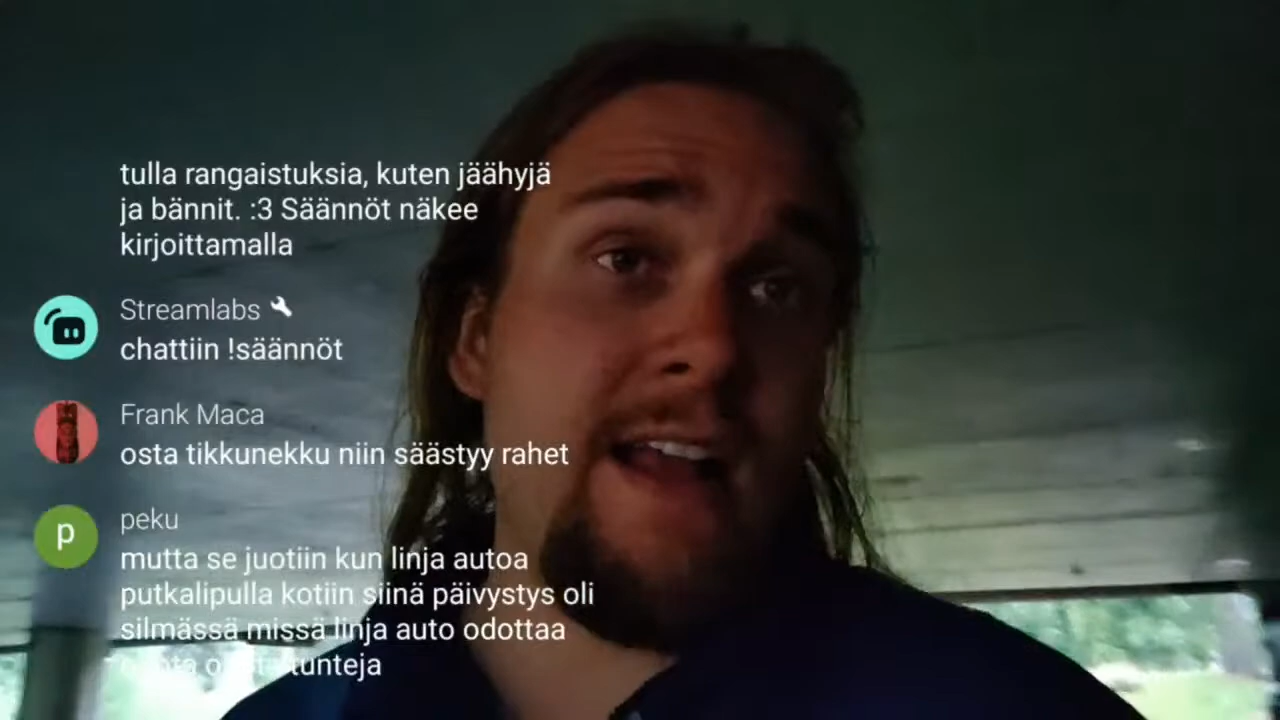 tulla rangaistuksia, kuten jäähyjä
ja bännit. :3 Säännöt näkee
kirjoittamalla
Streamlabs
chattiin !säännöt
Frank Maca
osta tikkunekku niin säästyy rahet
p
peku
mutta se juotiin kun linja autoa
putkalipulla kotiin siinä päivystys oli
silmässä missä linja auto odottaa
tunteja